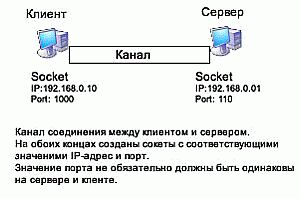 Клиент
Сервер
Канал
Socket
IP:192.168.0.10
Port: 1000
Socket
IP:192.168.0.01
Port: 110
Канал соединения между клиентом и сервером.
На обоих концах созданы сокеты с соответствующими
значеними IP-адрес и порт.
Значение порта не обязательно должны быть одинаковы
на сервере и кленте.